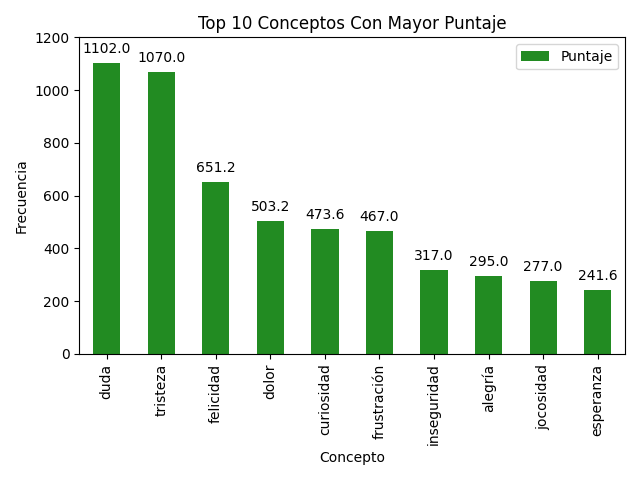 Top 10 Conceptos Con Mayor Puntaje
Puntaje
Frecuencia
1200
1000
800
600
400
200
0
1102.0
1070.0
651.2
503.2
473.6
467.0
317.0
295.0
277.0
241.6
duda
tristeza
felicidad
dolor
curiosidad
frustración
inseguridad
alegría
jocosidad
esperanza
Concepto